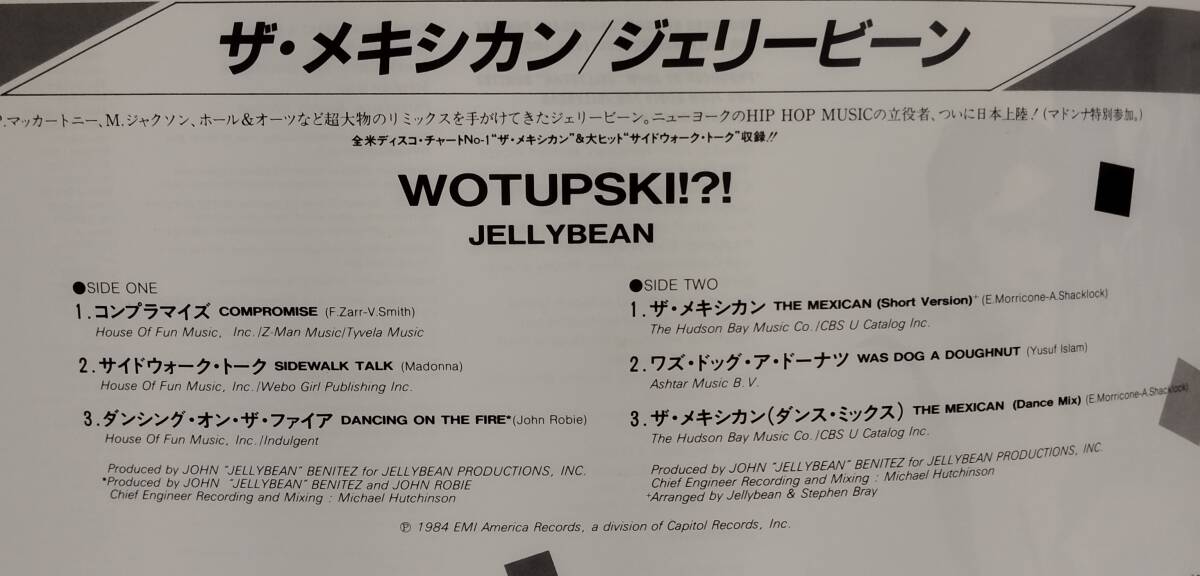 ザ・メキシカン/ジェリービーン
P.マッカートニー、M.ジャクソン、ホール&オーツなど超大物のリミックスを手がけてきたジェリービーン。ニューヨークのHIP HOP MUSICの立役者、ついに日本上陸!(マドンナ特別参加。)
全米ディスコ・チャートNo-1“ザ・メキシカン”&大ヒット“サイドウォーク・トーク”収録!!
WOTUPSKI!?!
JELLYBEAN
●SIDE ONE
1.コンプラマイズ COMPROMISE (F.Zarr-V.Smith)
House Of Fun Music, Inc./Z-Man Music/Tyvela Music
2.サイドウォーク・トーク SIDEWALK TALK (Madonna)
House Of Fun Music, Inc./Webo Girl Publishing Inc.
3.ダンシング・オン・ザ・ファイア DANCING ON THE FIRE* (John Robie)
House Of Fun Music, Inc./Indulgent
Produced by JOHN “JELLYBEAN” BENITEZ for JELLYBEAN PRODUCTIONS, INC.
*Produced by JOHN “JELLYBEAN” BENITEZ and JOHN ROBIE
Chief Engineer Recording and Mixing : Michael Hutchinson
●SIDE TWO
1.ザ・メキシカン THE MEXICAN (Short Version)+ (E.Morricone-A.Shacklock)
The Hudson Bay Music Co./CBS U Catalog Inc.
2.ワズ・ドッグ・ア・ドーナツ WAS DOG A DOUGHNUT (Yusuf Islam)
Ashtar Music B.V.
3.ザ・メキシカン(ダンス・ミックス) THE MEXICAN (Dance Mix) (E.Morricone-A.Shacklock)
The Hudson Bay Music Co./CBS U Catalog Inc.
Produced by JOHN “JELLYBEAN” BENITEZ for JELLYBEAN PRODUCTIONS, INC.
Chief Engineer Recording and Mixing : Michael Hutchinson
+Arranged by Jellybean & Stephen Bray
Ⓟ 1984 EMI America Records, a division of Capitol Records, Inc.